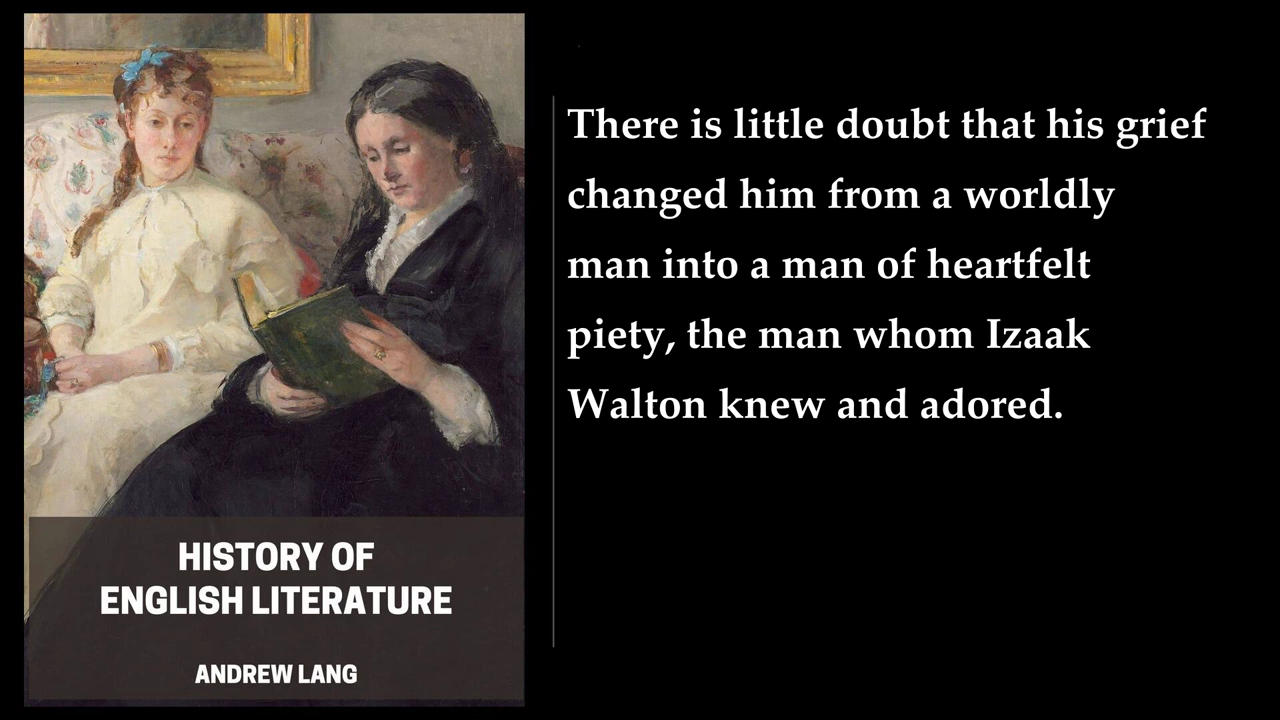 HISTORY OF
ENGLISH LITERATURE
ANDREW LANG
There is little doubt that his grief
changed him from a worldly
man into a man of heartfelt
piety, the man whom Izaak
Walton knew and adored.